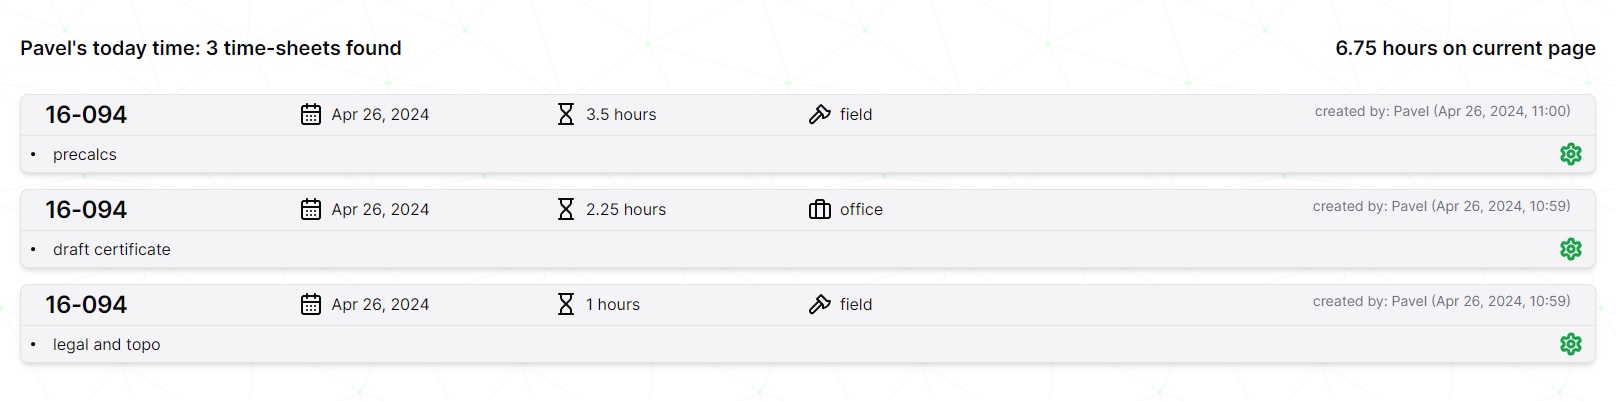 Pavel's today time: 3 time-sheets found 6.75 hours on current page
16-094 Apr 26, 2024 3.5 hours field created by: Pavel (Apr 26, 2024, 11:00)
• precalcs
16-094 Apr 26, 2024 2.25 hours office created by: Pavel (Apr 26, 2024, 10:59)
• draft certificate
16-094 Apr 26, 2024 1 hours field created by: Pavel (Apr 26, 2024, 10:59)
• legal and topo